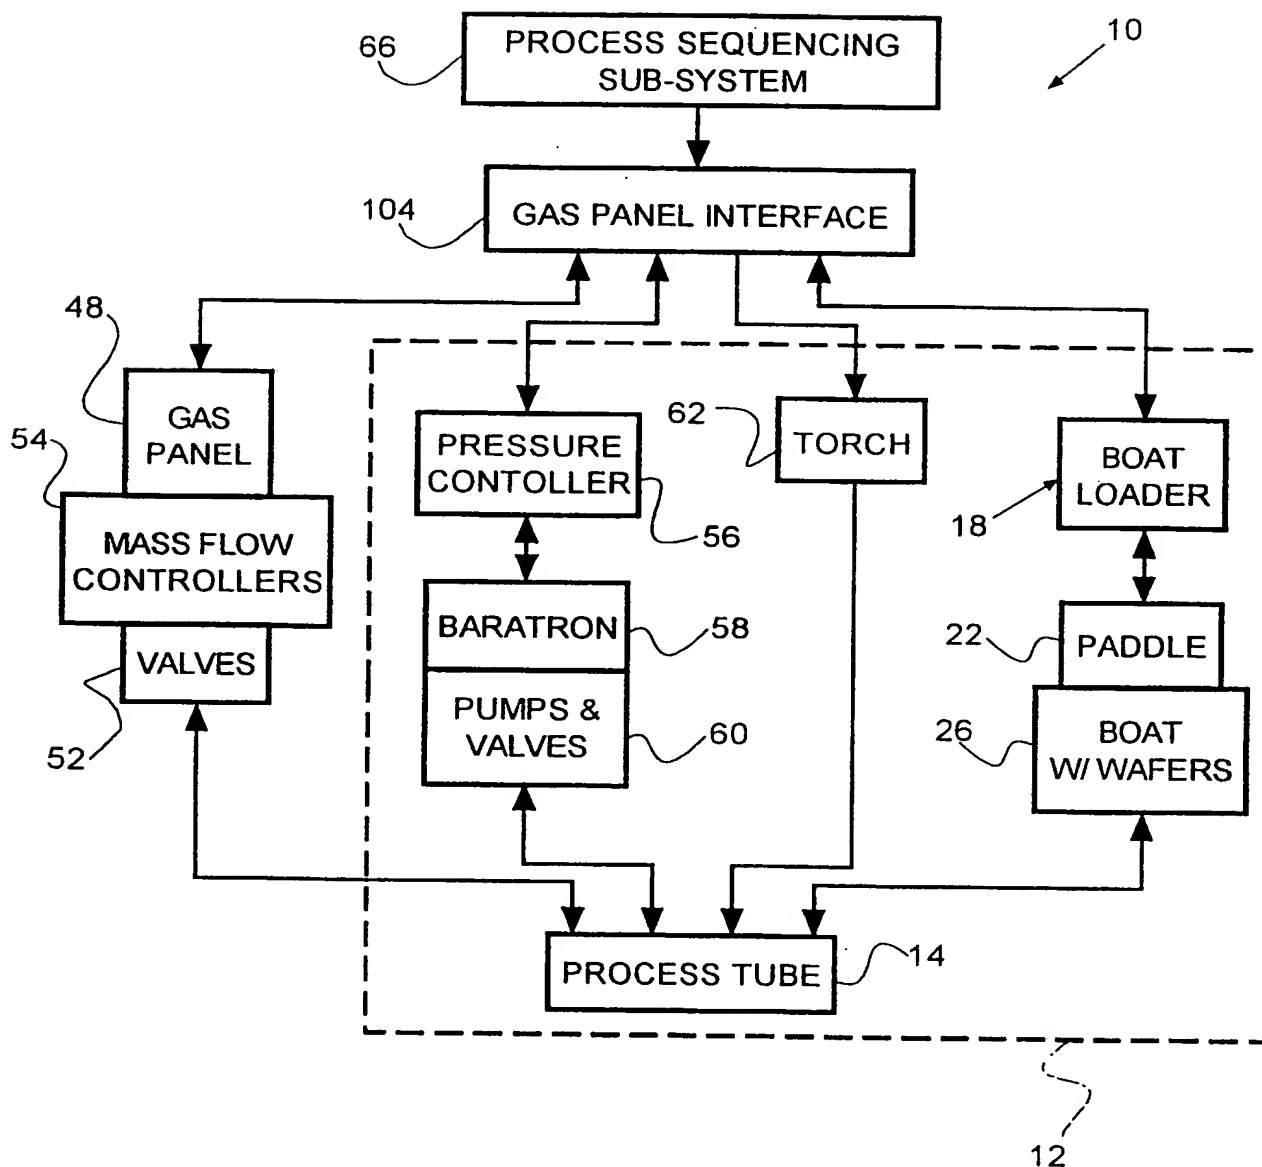 66
PROCESS SEQUENCING
SUB-SYSTEM
10
104
GAS PANEL INTERFACE
48
GAS
PANEL
54
MASS FLOW
CONTROLLERS
VALVES
52
PRESSURE
CONTOLLER
56
BARATRON
58
PUMPS &
VALVES
60
62
TORCH
18
BOAT
LOADER
22
PADDLE
26
BOAT
W/ WAFERS
PROCESS TUBE
14
12